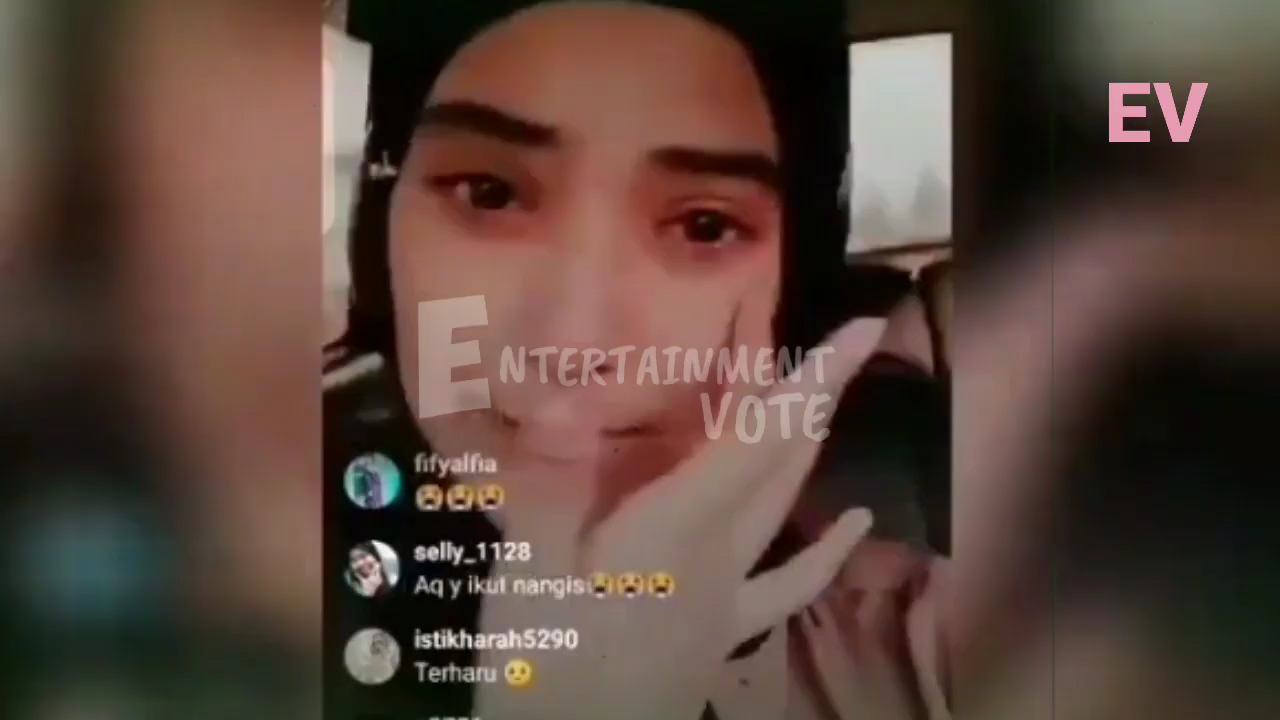 EV
ENTERTAINMENT
VOTE
fifyalfia
😭😭😭
selly_1128
Aq y ikut nangis😭😭😭
istikharah5290
Terharu 🥺